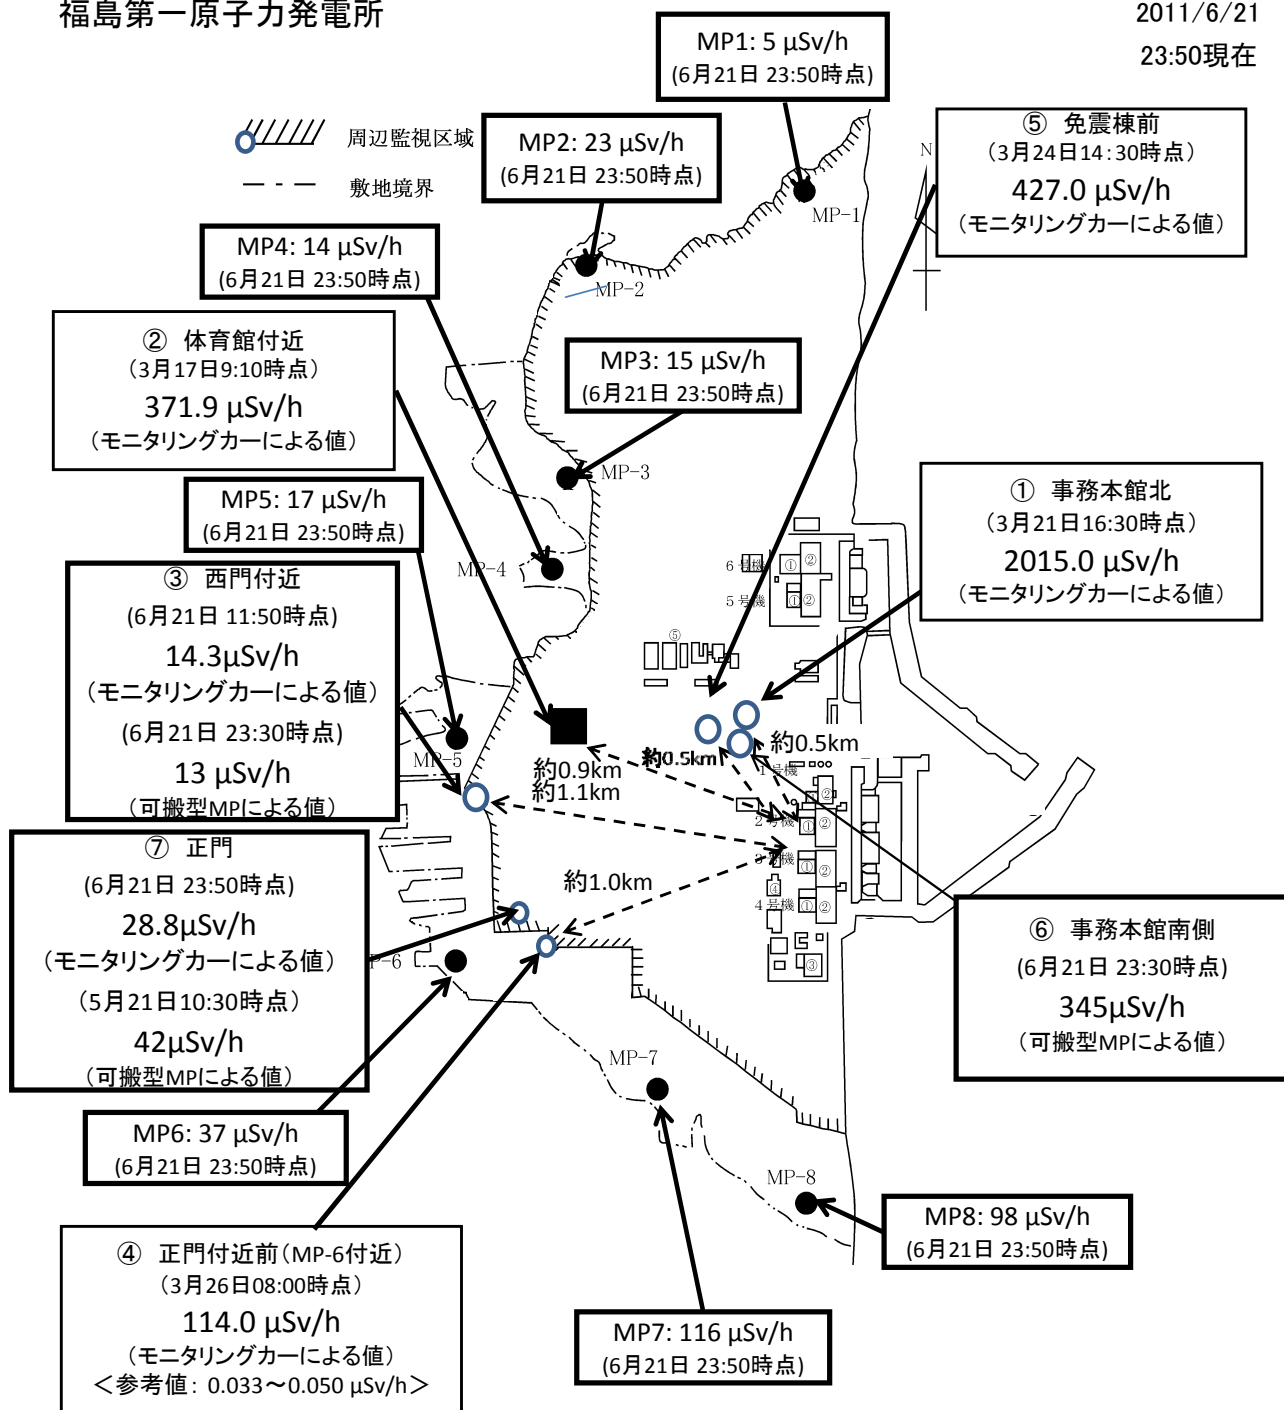 福島第一原子力発電所
2011/6/21
23:50現在
周辺監視区域
敷地境界
MP1: 5 μSv/h
(6月21日 23:50時点)
MP2: 23 μSv/h
(6月21日 23:50時点)
⑤ 免震棟前
(3月24日14:30時点)
427.0 μSv/h
(モニタリングカーによる値)
N
MP-1
MP4: 14 μSv/h
(6月21日 23:50時点)
MP-2
② 体育館付近
(3月17日9:10時点)
371.9 μSv/h
(モニタリングカーによる値)
MP3: 15 μSv/h
(6月21日 23:50時点)
MP-3
MP5: 17 μSv/h
(6月21日 23:50時点)
① 事務本館北
(3月21日16:30時点)
2015.0 μSv/h
(モニタリングカーによる値)
MP-4
③ 西門付近
(6月21日 11:50時点)
14.3μSv/h
(モニタリングカーによる値)
(6月21日 23:30時点)
13 μSv/h
(可搬型MPによる値)
6号機
① ②
5号機
① ②
⑤
MP-5
約0.9km
約1.1km
約0.5km
約0.5km
1号機
②
2号機
① ②
3号機
① ②
④
4号機
① ②
③
約1.0km
⑦ 正門
(6月21日 23:50時点)
28.8μSv/h
(モニタリングカーによる値)
(5月21日10:30時点)
42μSv/h
(可搬型MPによる値)
P-6
⑥ 事務本館南側
(6月21日 23:30時点)
345μSv/h
(可搬型MPによる値)
MP-7
MP6: 37 μSv/h
(6月21日 23:50時点)
MP-8
MP8: 98 μSv/h
(6月21日 23:50時点)
④ 正門付近前(MP-6付近)
(3月26日08:00時点)
114.0 μSv/h
(モニタリングカーによる値)
<参考値: 0.033~0.050 μSv/h>
MP7: 116 μSv/h
(6月21日 23:50時点)